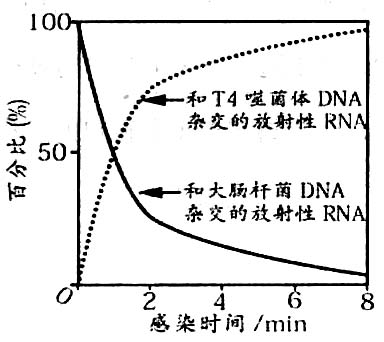 100
和T4噬菌体DNA
杂交的放射性RNA
百分比(%)
50
和大肠杆菌DNA
杂交的放射性RNA
0
2
4
6
8
感染时间/min